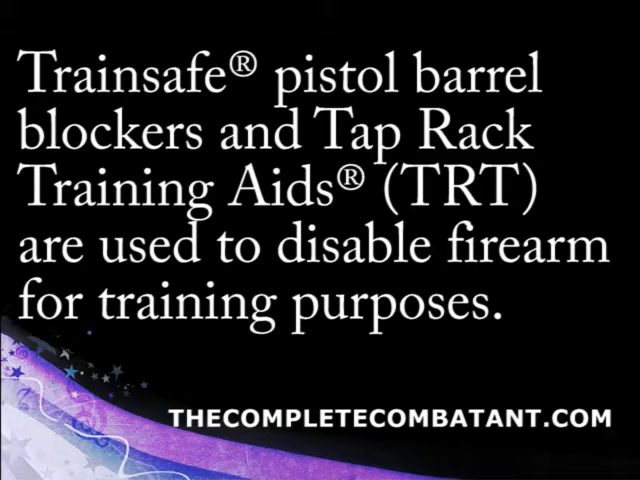 Trainsafe® pistol barrel
blockers and Tap Rack
Training Aids® (TRT)
are used to disable firearm
for training purposes.
THECOMPLETECOMBATANT.COM